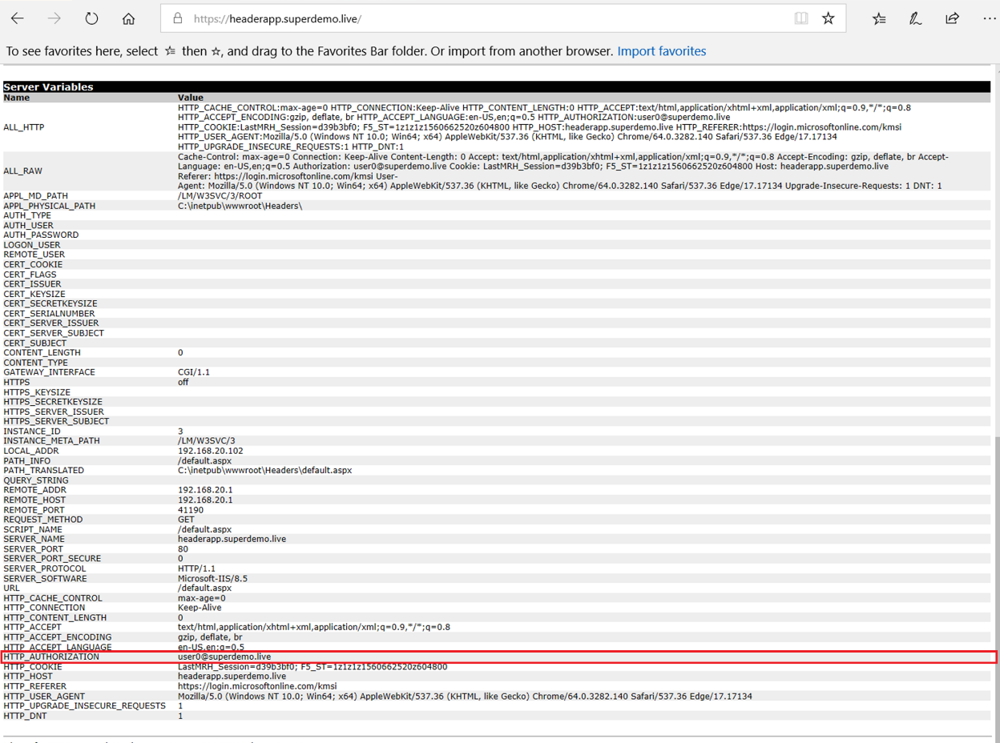 https://headerapp.superdemo.live/
To see favorites here, select then , and drag to the Favorites Bar folder. Or import from another browser. Import favorites
Server Variables
Name Value
ALL_HTTP HTTP_CACHE_CONTROL:max-age=0 HTTP_CONNECTION:Keep-Alive HTTP_CONTENT_LENGTH:0 HTTP_ACCEPT:text/html,application/xhtml+xml,application/xml;q=0.9,*/*;q=0.8
HTTP_ACCEPT_ENCODING:gzip, deflate, br HTTP_ACCEPT_LANGUAGE:en-US,en;q=0.5 HTTP_AUTHORIZATION:user0@superdemo.live
HTTP_COOKIE:LastMRH_Session=d39b3bf0; F5_ST=1z1z1z1560662520z604800 HTTP_HOST:headerapp.superdemo.live HTTP_REFERER:https://login.microsoftonline.com/kmsi
HTTP_USER_AGENT:Mozilla/5.0 (Windows NT 10.0; Win64; x64) AppleWebKit/537.36 (KHTML, like Gecko) Chrome/64.0.3282.140 Safari/537.36 Edge/17.17134
HTTP_UPGRADE_INSECURE_REQUESTS:1 HTTP_DNT:1
ALL_RAW Cache-Control: max-age=0 Connection: Keep-Alive Content-Length: 0 Accept: text/html,application/xhtml+xml,application/xml;q=0.9,*/*;q=0.8 Accept-Encoding: gzip, deflate, br Accept-
Language: en-US,en;q=0.5 Authorization: user0@superdemo.live Cookie: LastMRH_Session=d39b3bf0; F5_ST=1z1z1z1560662520z604800 Host: headerapp.superdemo.live
Referer: https://login.microsoftonline.com/kmsi User-
Agent: Mozilla/5.0 (Windows NT 10.0; Win64; x64) AppleWebKit/537.36 (KHTML, like Gecko) Chrome/64.0.3282.140 Safari/537.36 Edge/17.17134 Upgrade-Insecure-Requests: 1 DNT: 1
APPL_MD_PATH /LM/W3SVC/3/ROOT
APPL_PHYSICAL_PATH C:\inetpub\wwwroot\Headers\
AUTH_TYPE
AUTH_USER
AUTH_PASSWORD
LOGON_USER
REMOTE_USER
CERT_COOKIE
CERT_FLAGS
CERT_ISSUER
CERT_KEYSIZE
CERT_SECRETKEYSIZE
CERT_SERIALNUMBER
CERT_SERVER_ISSUER
CERT_SERVER_SUBJECT
CERT_SUBJECT
CONTENT_LENGTH 0
CONTENT_TYPE
GATEWAY_INTERFACE CGI/1.1
HTTPS off
HTTPS_KEYSIZE
HTTPS_SECRETKEYSIZE
HTTPS_SERVER_ISSUER
HTTPS_SERVER_SUBJECT
INSTANCE_ID 3
INSTANCE_META_PATH /LM/W3SVC/3
LOCAL_ADDR 192.168.20.102
PATH_INFO /default.aspx
PATH_TRANSLATED C:\inetpub\wwwroot\Headers\default.aspx
QUERY_STRING
REMOTE_ADDR 192.168.20.1
REMOTE_HOST 192.168.20.1
REMOTE_PORT 41190
REQUEST_METHOD GET
SCRIPT_NAME /default.aspx
SERVER_NAME headerapp.superdemo.live
SERVER_PORT 80
SERVER_PORT_SECURE 0
SERVER_PROTOCOL HTTP/1.1
SERVER_SOFTWARE Microsoft-IIS/8.5
URL /default.aspx
HTTP_CACHE_CONTROL max-age=0
HTTP_CONNECTION Keep-Alive
HTTP_CONTENT_LENGTH 0
HTTP_ACCEPT text/html,application/xhtml+xml,application/xml;q=0.9,*/*;q=0.8
HTTP_ACCEPT_ENCODING gzip, deflate, br
HTTP_ACCEPT_LANGUAGE en-US,en;q=0.5
HTTP_AUTHORIZATION user0@superdemo.live
HTTP_COOKIE LastMRH_Session=d39b3bf0; F5_ST=1z1z1z1560662520z604800
HTTP_HOST headerapp.superdemo.live
HTTP_REFERER https://login.microsoftonline.com/kmsi
HTTP_USER_AGENT Mozilla/5.0 (Windows NT 10.0; Win64; x64) AppleWebKit/537.36 (KHTML, like Gecko) Chrome/64.0.3282.140 Safari/537.36 Edge/17.17134
HTTP_UPGRADE_INSECURE_REQUESTS 1
HTTP_DNT 1